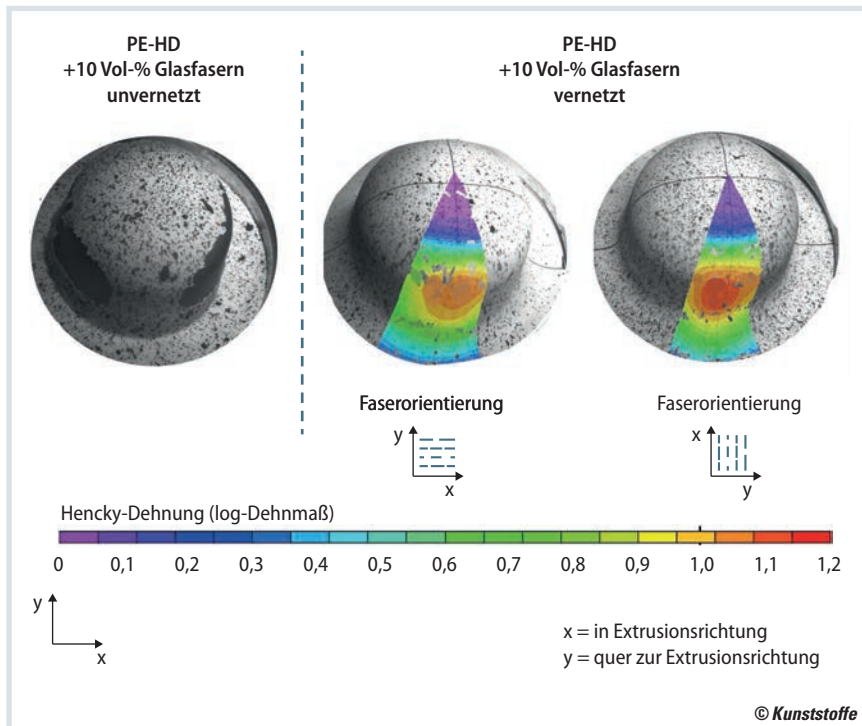 PE-HD
+10 Vol-% Glasfasern
unvernetzt
PE-HD
+10 Vol-% Glasfasern
vernetzt
Faserorientierung
y
x
Faserorientierung
x
y
Hencky-Dehnung (log-Dehnmaß)
0 0,1 0,2 0,3 0,4 0,5 0,6 0,7 0,8 0,9 1,0 1,1 1,2
y
x
x = in Extrusionsrichtung
y = quer zur Extrusionsrichtung
© Kunststoffe